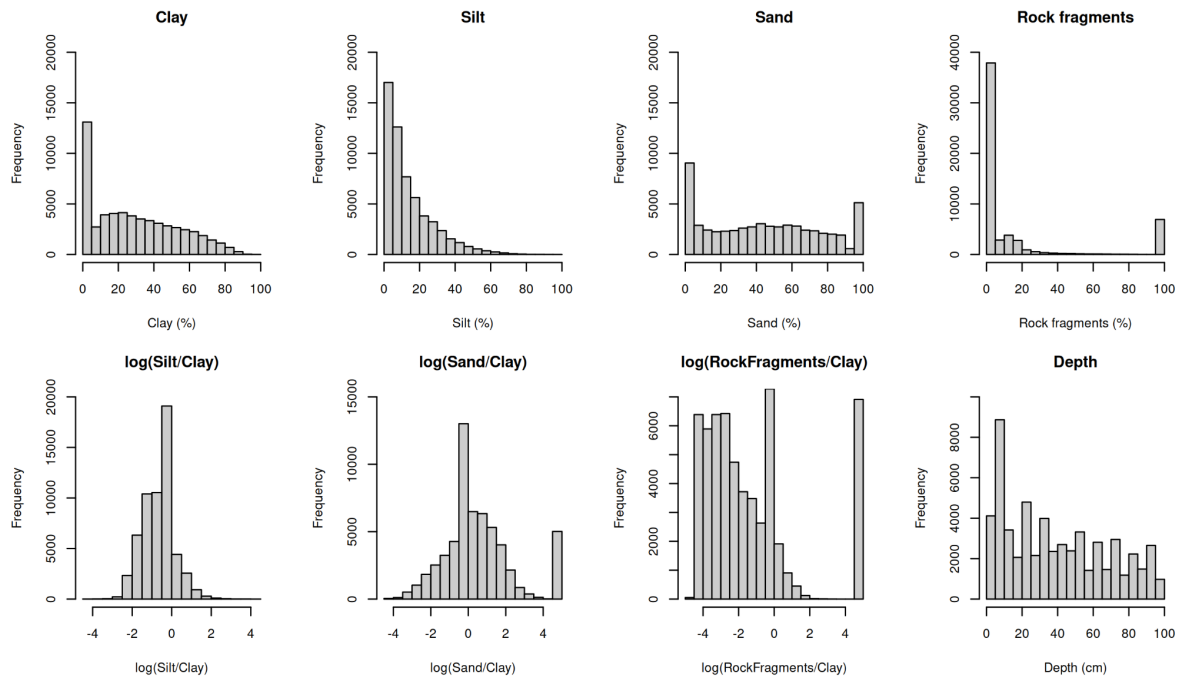 Clay
Silt
Sand
Rock fragments
Frequency
0 5000 10000 15000 20000
0 20 40 60 80 100
Clay (%)
Frequency
0 5000 10000 15000 20000
0 20 40 60 80 100
Silt (%)
Frequency
0 5000 10000 15000 20000
0 20 40 60 80 100
Sand (%)
Frequency
0 10000 20000 30000 40000
0 20 40 60 80 100
Rock fragments (%)
log(Silt/Clay)
log(Sand/Clay)
log(RockFragments/Clay)
Depth
Frequency
0 5000 10000 15000 20000
-4 -2 0 2 4
log(Silt/Clay)
Frequency
0 5000 10000 15000
-4 -2 0 2 4
log(Sand/Clay)
Frequency
0 2000 4000 6000
-4 -2 0 2 4
log(RockFragments/Clay)
Frequency
0 2000 4000 6000 8000
0 20 40 60 80 100
Depth (cm)